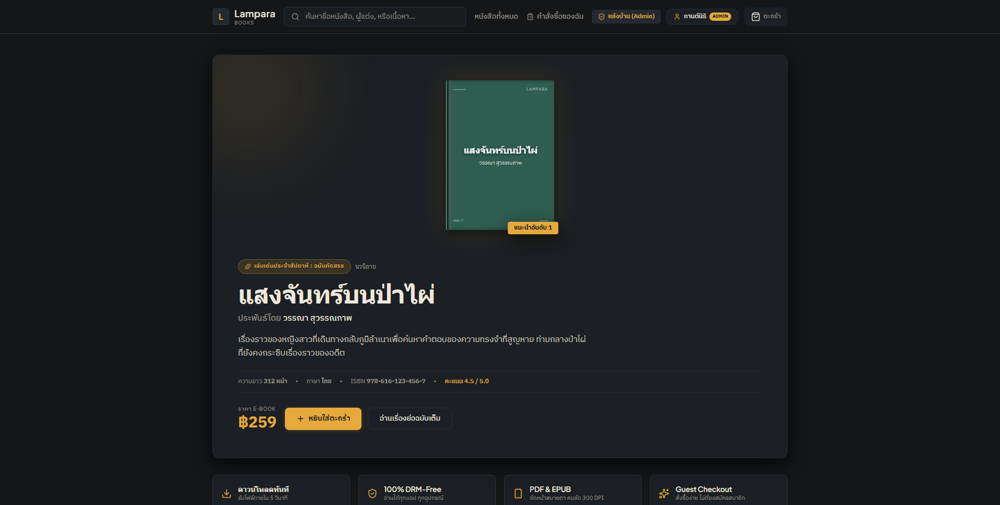 L
Lampara
BOOKS
ค้นหาชื่อหนังสือ, ผู้แต่ง, หรือเนื้อหา...
หนังสือทั้งหมด
คำสั่งซื้อของฉัน
หลังบ้าน (Admin)
กานต์นิธิ ADMIN
ตะกร้า
LAMPARA
แสงจันทร์บนป่าไผ่
วรรณา สุวรรณภาพ
456-7
แนะนำอันดับ 1
เล่มเด่นประจำสัปดาห์ : ฉบับคัดสรร
นวนิยาย
แสงจันทร์บนป่าไผ่
ประพันธ์โดย วรรณา สุวรรณภาพ
เรื่องราวของหญิงสาวที่เดินทางกลับภูมิลำเนาเพื่อค้นหาคำตอบของความทรงจำที่สูญหาย ท่ามกลางป่าไผ่
ที่ยังคงกระซิบเรื่องราวของอดีต
ความยาว 312 หน้า • ภาษา ไทย • ISBN 978-616-123-456-7 • คะแนน 4.5 / 5.0
ราคา E-BOOK
฿259
หยิบใส่ตะกร้า
อ่านเรื่องย่อฉบับเต็ม
ดาวน์โหลดทันที
รับไฟล์ภายใน 5 วินาที
100% DRM-Free
อ่านได้ทุกแอป ทุกอุปกรณ์
PDF & EPUB
จัดหน้าสบายตา คมชัด 300 DPI
Guest Checkout
สั่งซื้อง่าย ไม่ต้องสมัครสมาชิก